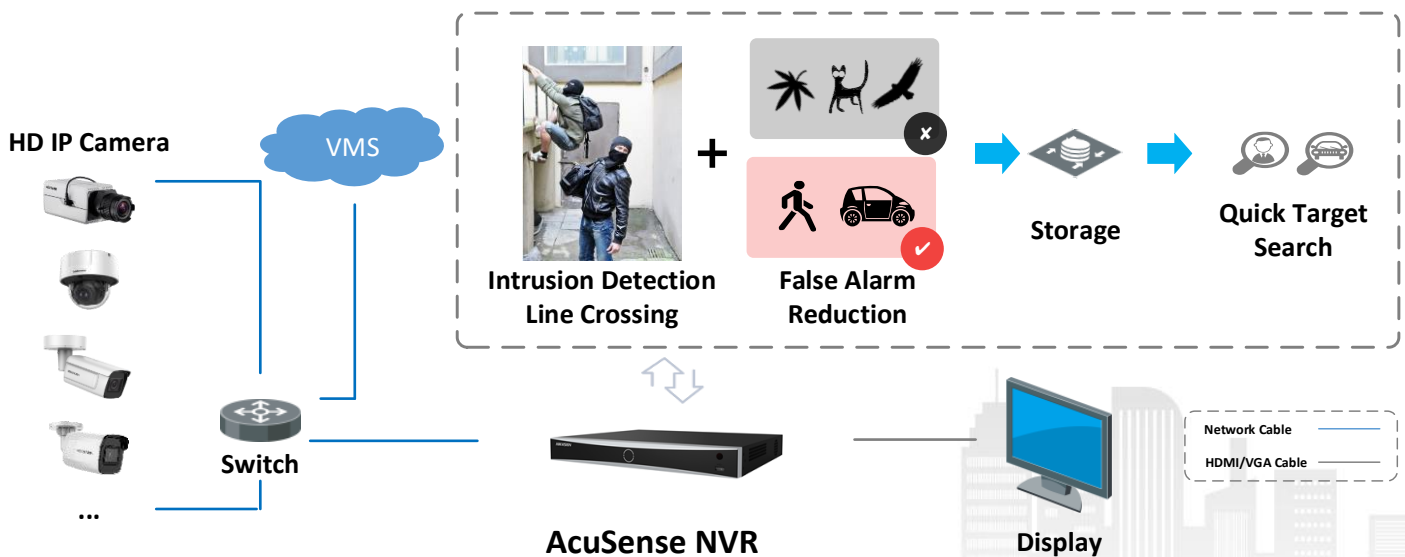 HD IP Camera
VMS
Intrusion Detection
Line Crossing
+
False Alarm
Reduction
Storage
Quick Target
Search
Switch
...
AcuSense NVR
Display
Network Cable
HDMI/VGA Cable